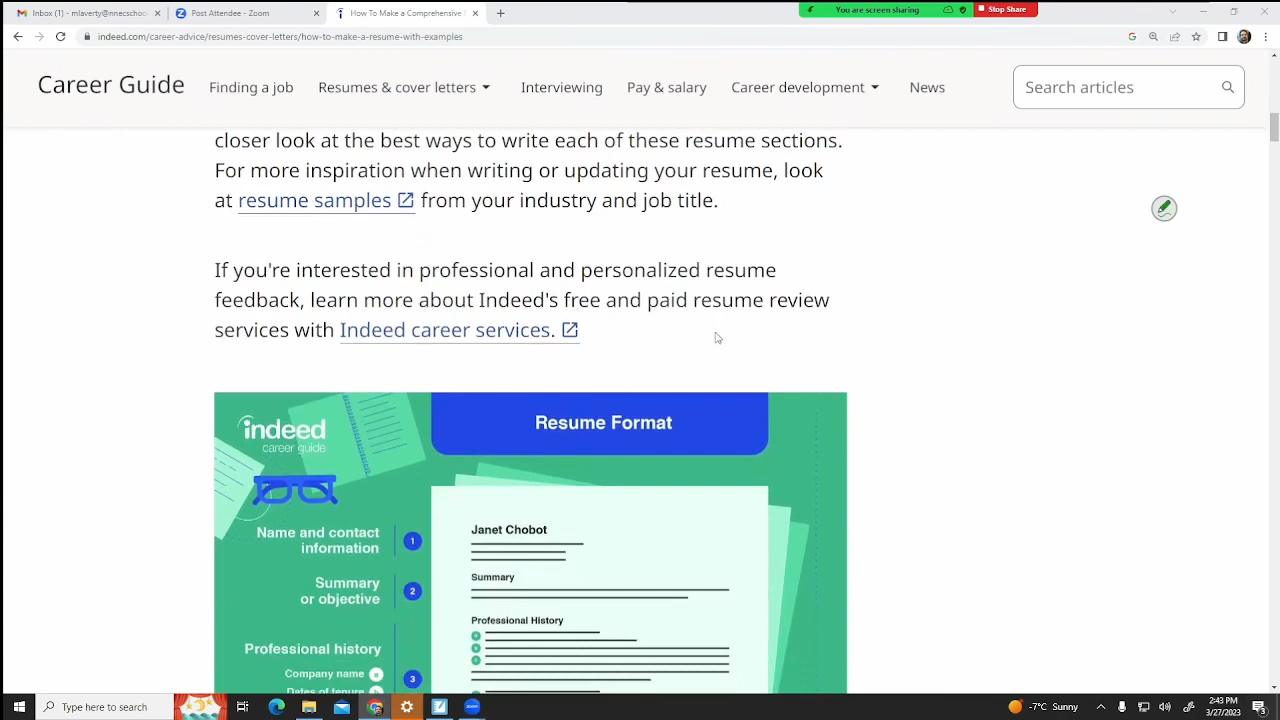 Inbox (1) - mlaverty@nnecscho
Post Attendee - Zoom
How To Make a Comprehensive
You are screen sharing
Stop Share
indeed.com/career-advice/resumes-cover-letters/how-to-make-a-resume-with-examples
Career Guide
Finding a job
Resumes & cover letters
Interviewing
Pay & salary
Career development
News
Search articles
closer look at the best ways to write each of these resume sections.
For more inspiration when writing or updating your resume, look
at resume samples from your industry and job title.
If you're interested in professional and personalized resume
feedback, learn more about Indeed's free and paid resume review
services with Indeed career services.
indeed
career guide
Resume Format
Name and contact
information
1
Summary
or objective
2
Professional history
Company name
Dates of tenure
3
Janet Chobot
Summary
Professional History
Type here to search
zoom
7°C Sunny
2:43 PM
3/27/2023